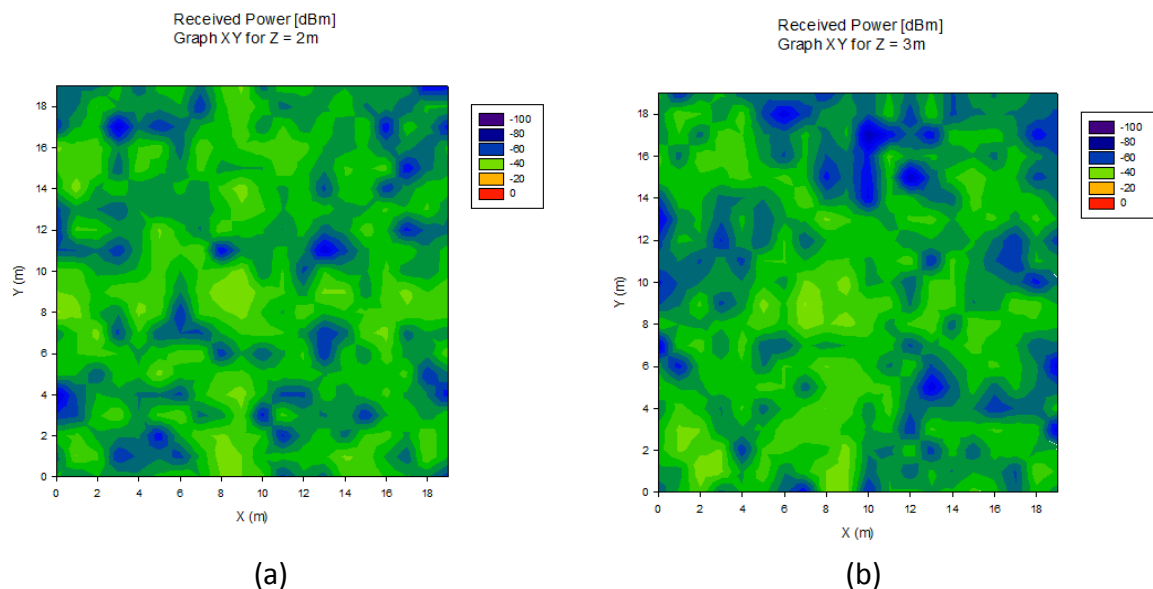 Received Power [dBm]
Graph XY for Z = 2m
18
16
14
12
10
8
6
4
2
0
Y (m)
0 2 4 6 8 10 12 14 16 18
X (m)
-100
-80
-60
-40
-20
0
(a)
Received Power [dBm]
Graph XY for Z = 3m
18
16
14
12
10
8
6
4
2
0
Y (m)
0 2 4 6 8 10 12 14 16 18
X (m)
-100
-80
-60
-40
-20
0
(b)